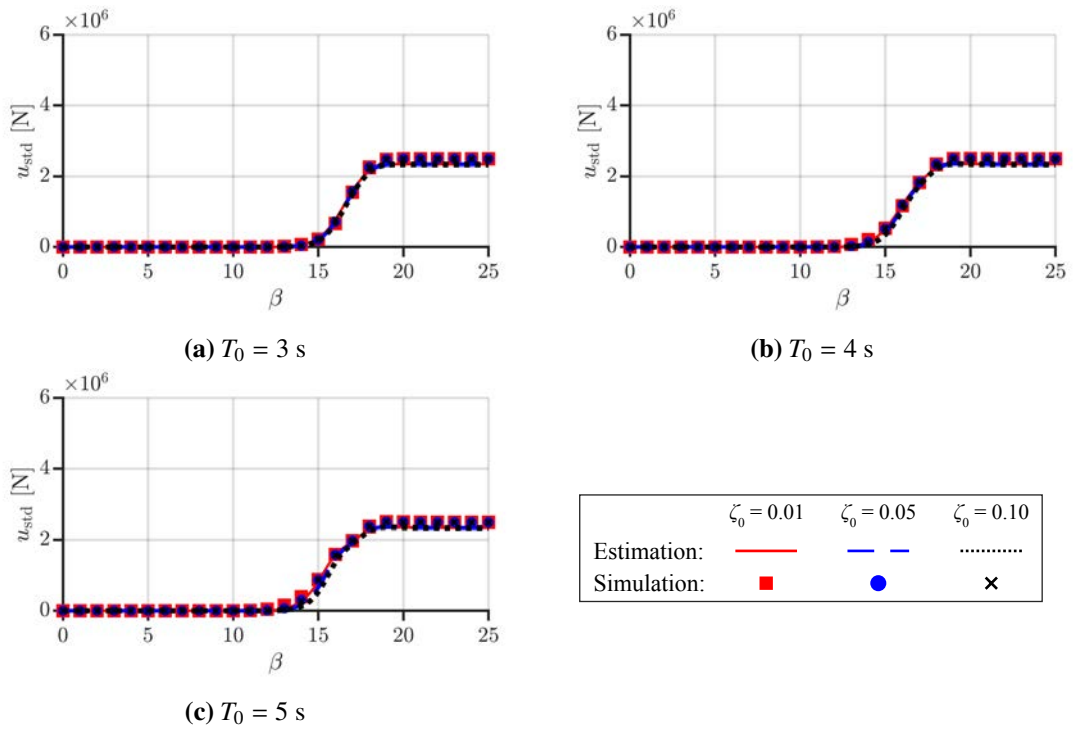 ×10⁶
6
4
2
0
u_std [N]
0 5 10 15 20 25
β
(a) T₀ = 3 s
×10⁶
6
4
2
0
u_std [N]
0 5 10 15 20 25
β
(b) T₀ = 4 s
×10⁶
6
4
2
0
u_std [N]
0 5 10 15 20 25
β
(c) T₀ = 5 s
ζ₀ = 0.01 ζ₀ = 0.05 ζ₀ = 0.10
Estimation:
Simulation: